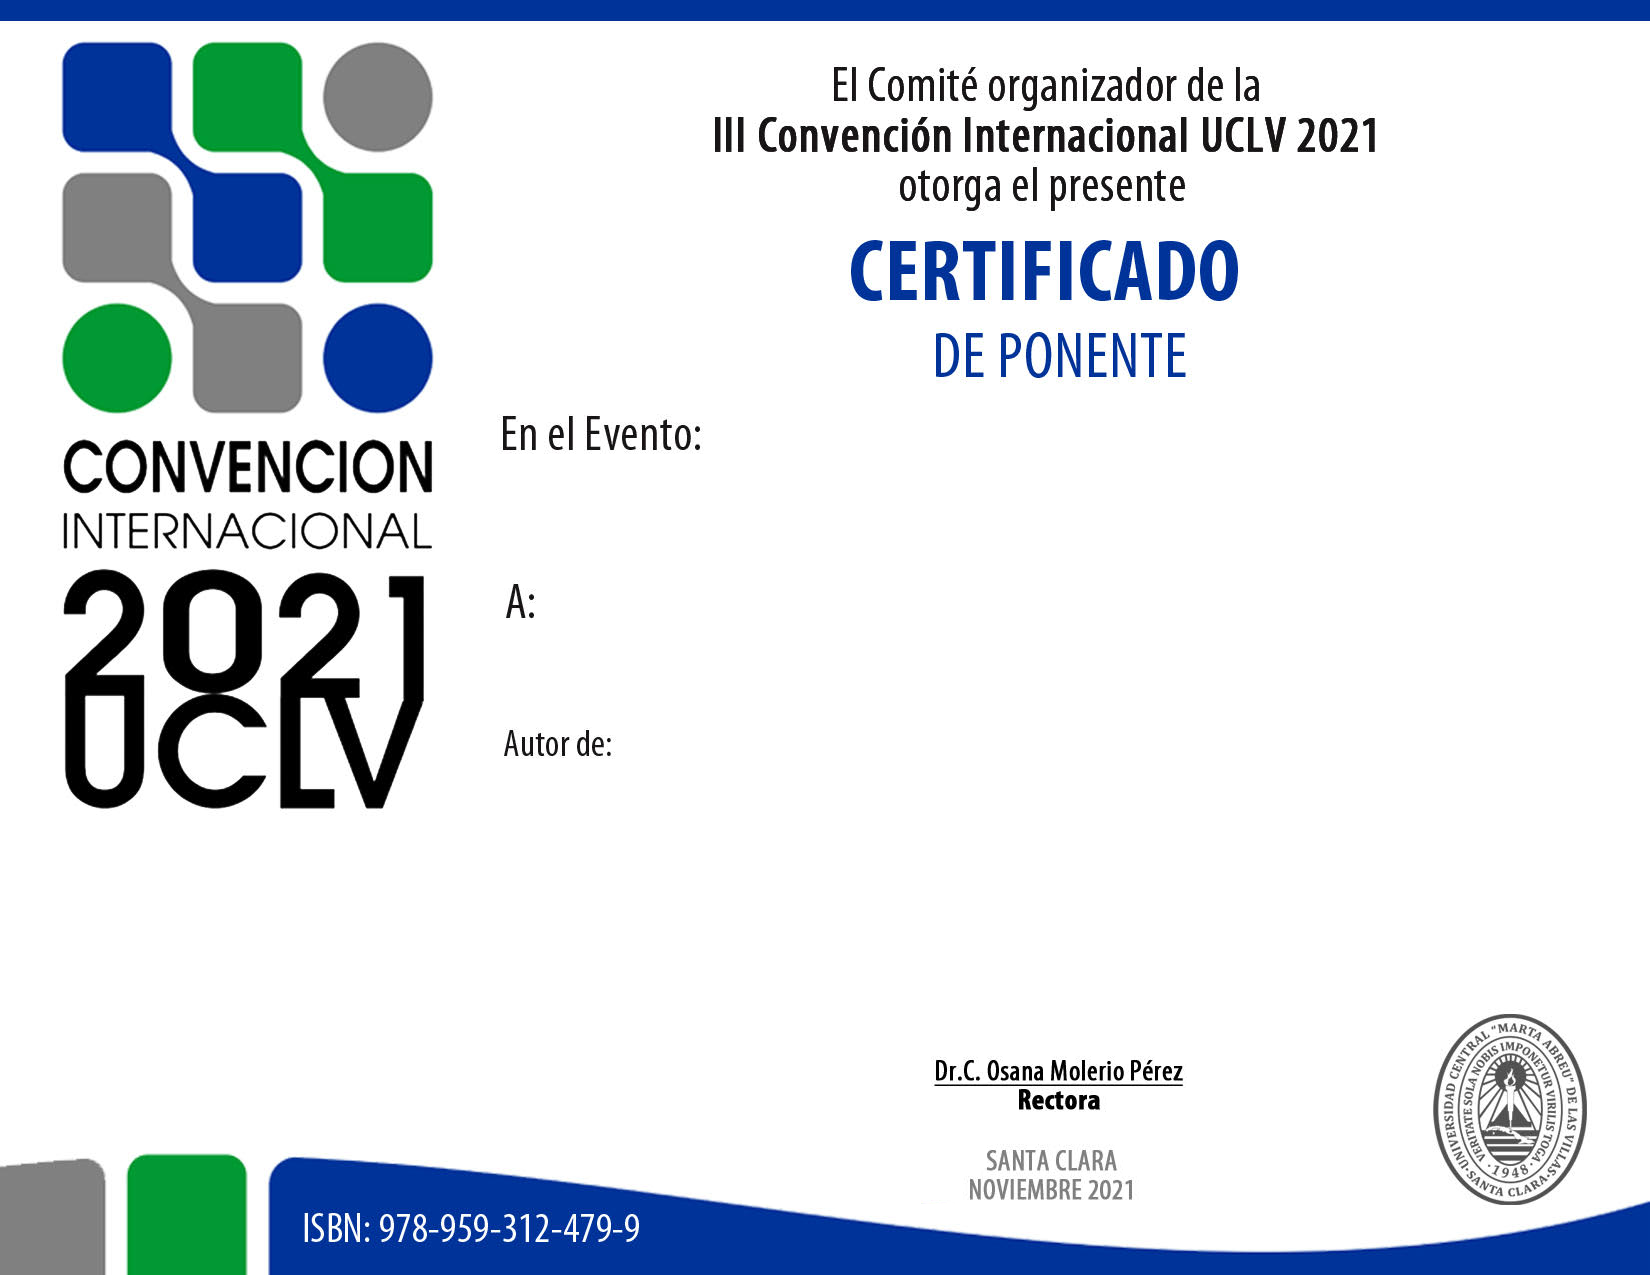 El Comité organizador de la
III Convención Internacional UCLV 2021
otorga el presente
CERTIFICADO
DE PONENTE
CONVENCION
INTERNACIONAL
2021
UCLV
En el Evento:
A:
Autor de:
Dr.C. Osana Molerio Pérez
Rectora
SANTA CLARA
NOVIEMBRE 2021
UNIVERSIDAD CENTRAL "MARTA ABREU" DE LAS VILLAS
VERITATE SOLA NOBIS IMPONETUR VIRILIS TOGA
·1948·
·SANTA CLARA·
ISBN: 978-959-312-479-9